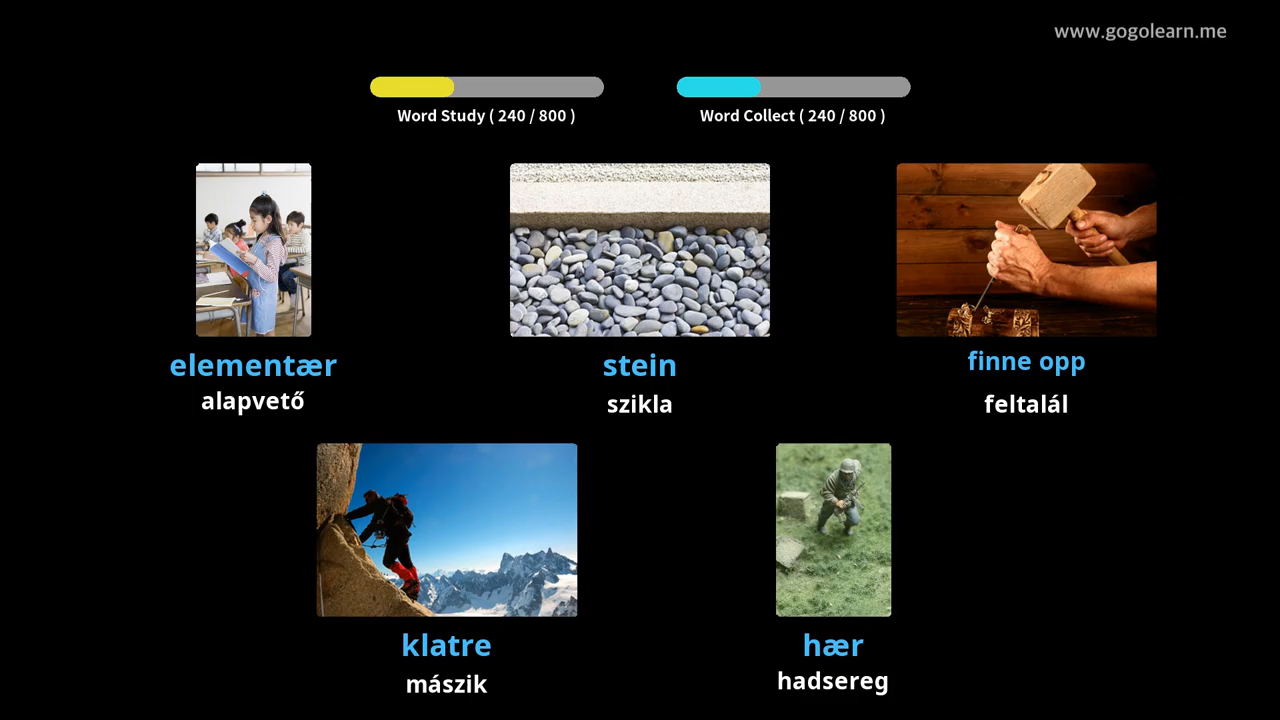 www.gogolearn.me
Word Study ( 240 / 800 )
Word Collect ( 240 / 800 )
elementær
alapvető
stein
szikla
finne opp
feltalál
klatre
mászik
hær
hadsereg